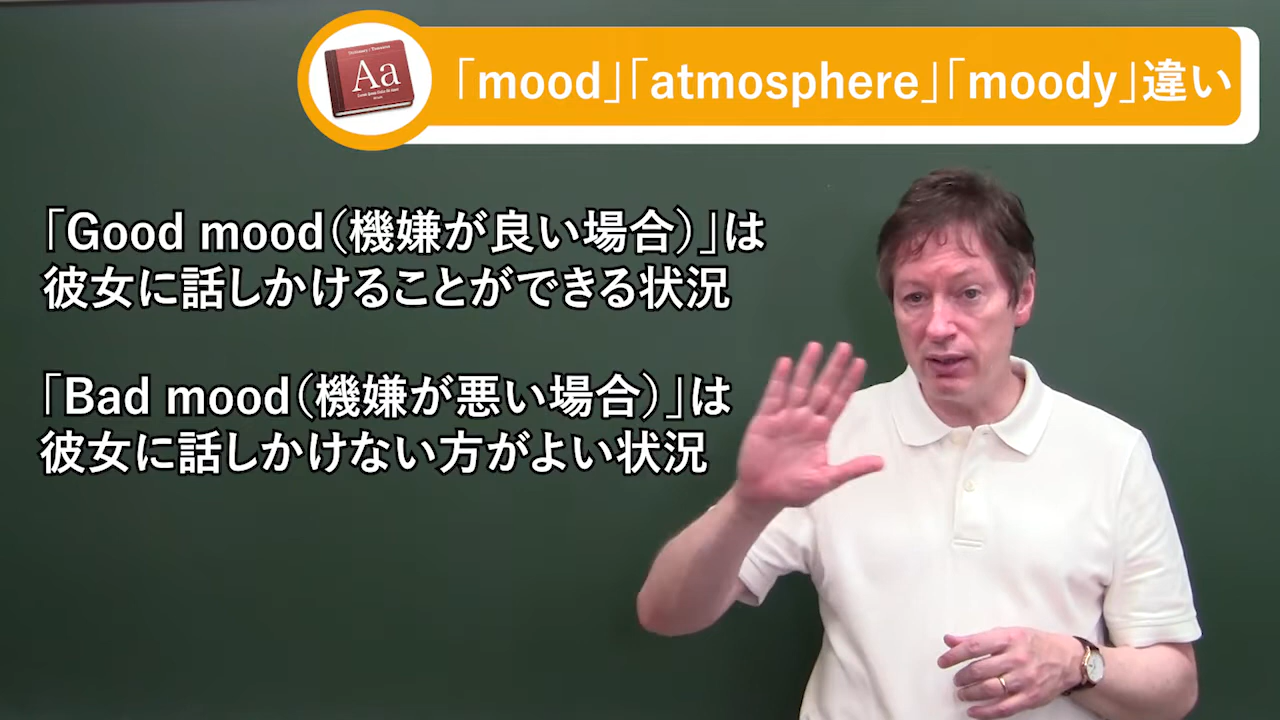 Aa
「mood」「atmosphere」「moody」違い
「Good mood（機嫌が良い場合）」は
彼女に話しかけることができる状況
「Bad mood（機嫌が悪い場合）」は
彼女に話しかけない方がよい状況